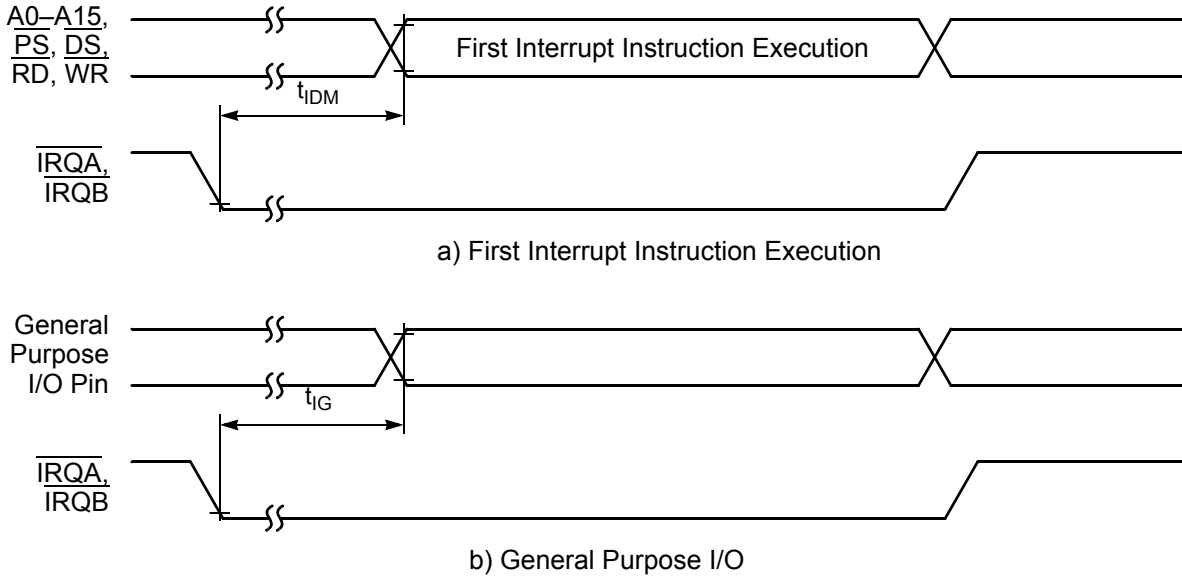 A0–A15,
PS, DS,
RD, WR
First Interrupt Instruction Execution
tIDM
IRQA,
IRQB
a) First Interrupt Instruction Execution
General
Purpose
I/O Pin
tIG
IRQA,
IRQB
b) General Purpose I/O